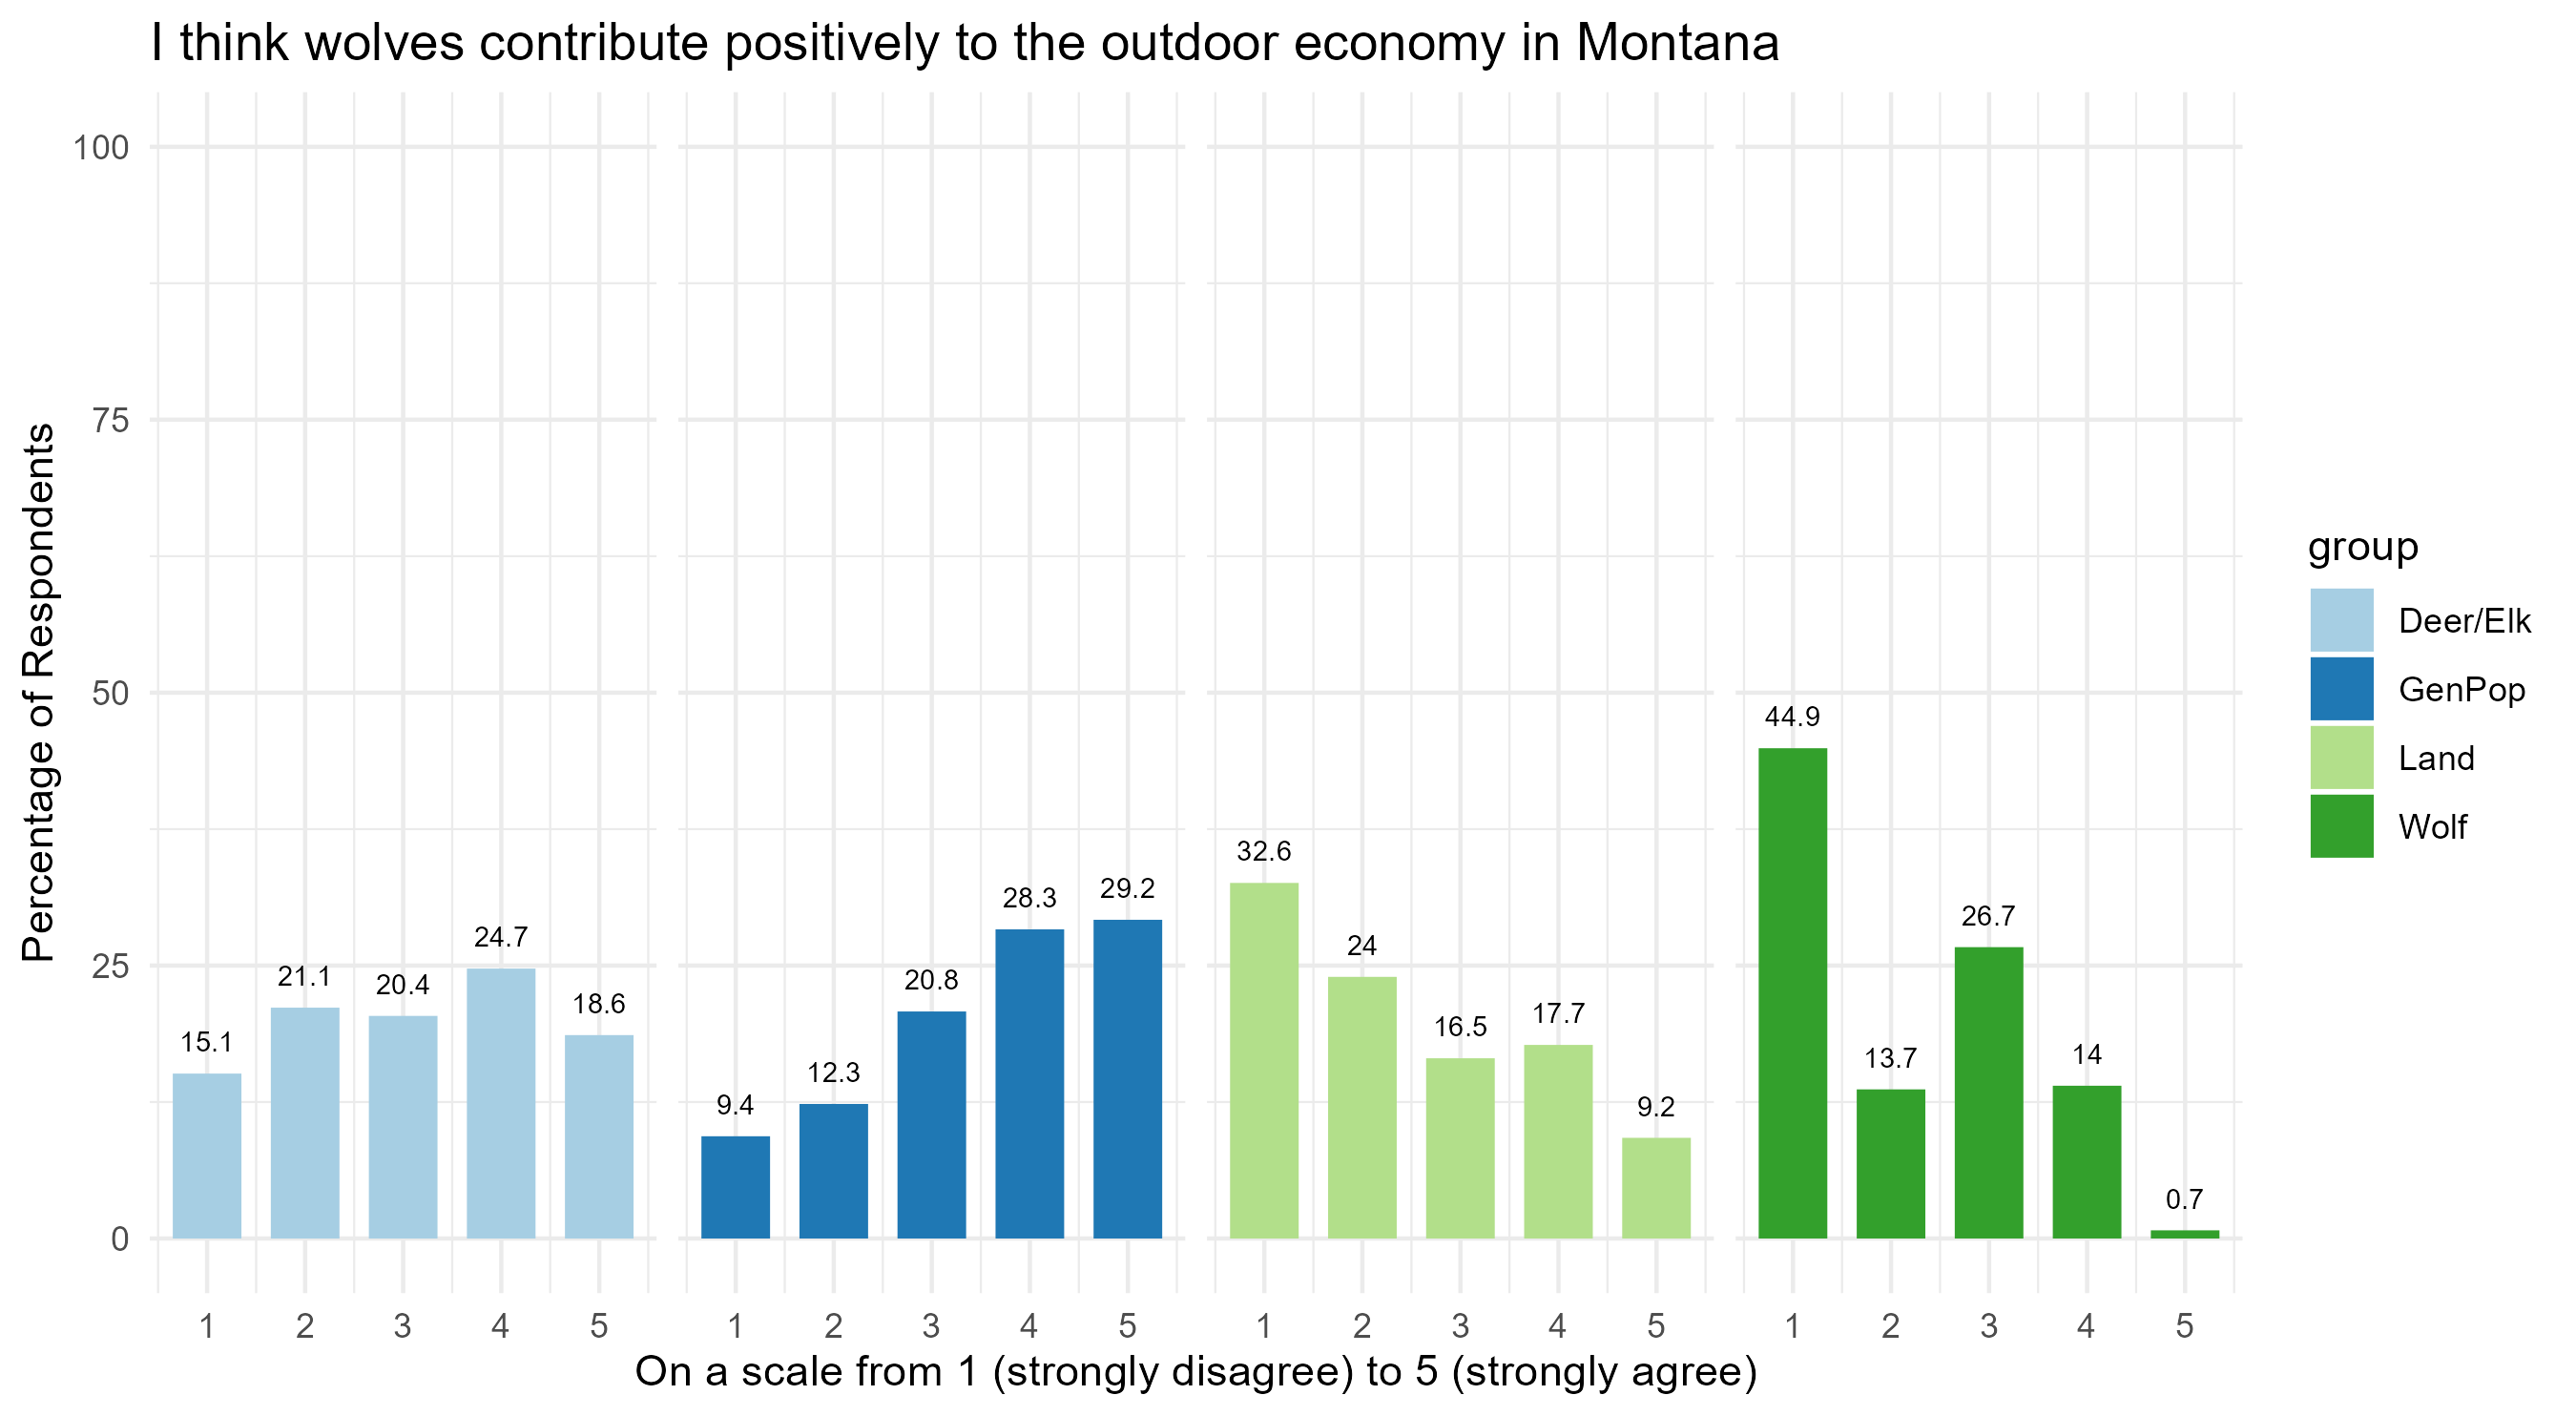 I think wolves contribute positively to the outdoor economy in Montana
Percentage of Respondents
100
75
50
25
0
15.1
21.1
20.4
24.7
18.6
9.4
12.3
20.8
28.3
29.2
32.6
24
16.5
17.7
9.2
44.9
13.7
26.7
14
0.7
1 2 3 4 5 1 2 3 4 5 1 2 3 4 5 1 2 3 4 5
On a scale from 1 (strongly disagree) to 5 (strongly agree)
group
Deer/Elk
GenPop
Land
Wolf